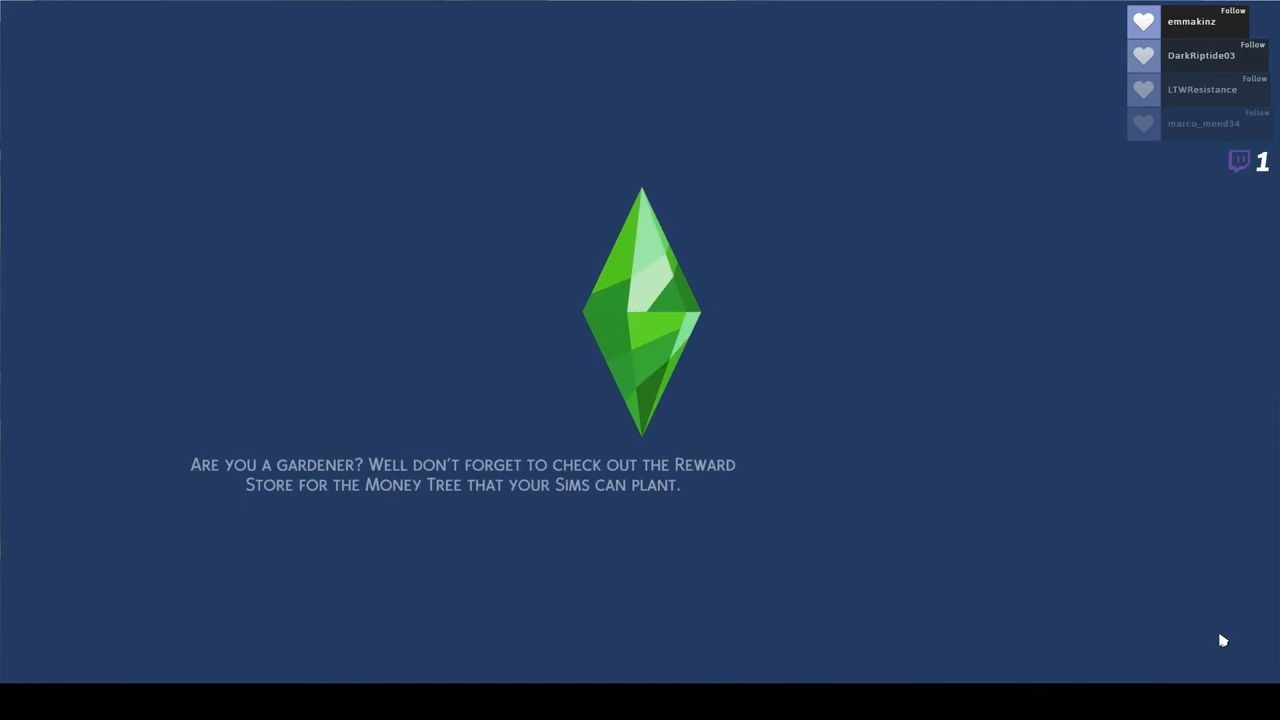 Follow
emmakinz
Follow
DarkRiptide03
Follow
LTWResistance
Follow
marco_mend34
1
Are you a gardener? Well don't forget to check out the Reward
Store for the Money Tree that your Sims can plant.